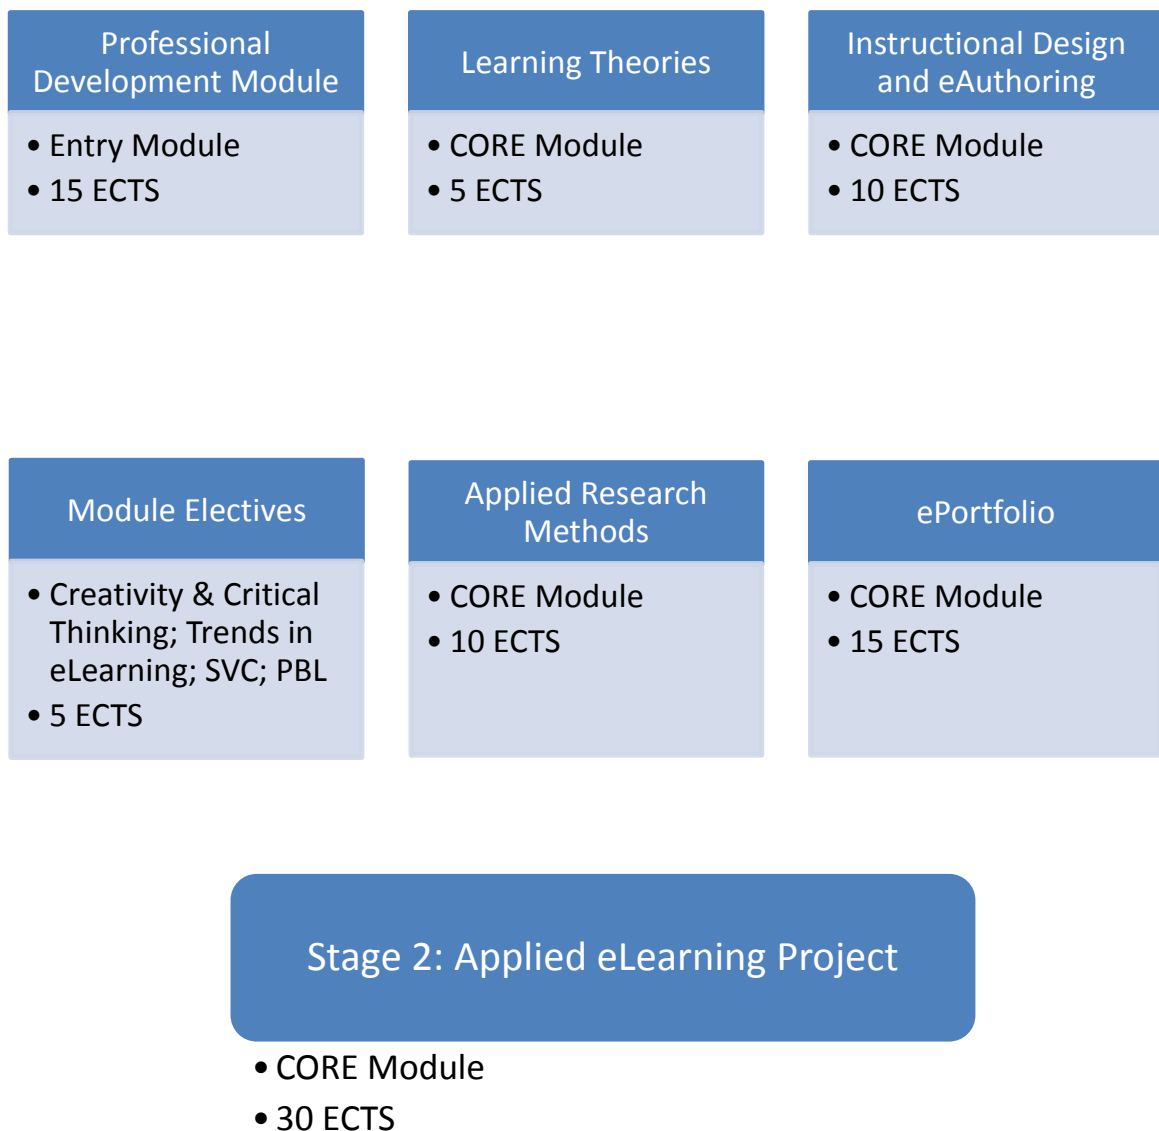 Professional
Development Module
• Entry Module
• 15 ECTS
Learning Theories
• CORE Module
• 5 ECTS
Instructional Design
and eAuthoring
• CORE Module
• 10 ECTS
Module Electives
• Creativity & Critical
Thinking; Trends in
eLearning; SVC; PBL
• 5 ECTS
Applied Research
Methods
• CORE Module
• 10 ECTS
ePortfolio
• CORE Module
• 15 ECTS
Stage 2: Applied eLearning Project
• CORE Module
• 30 ECTS